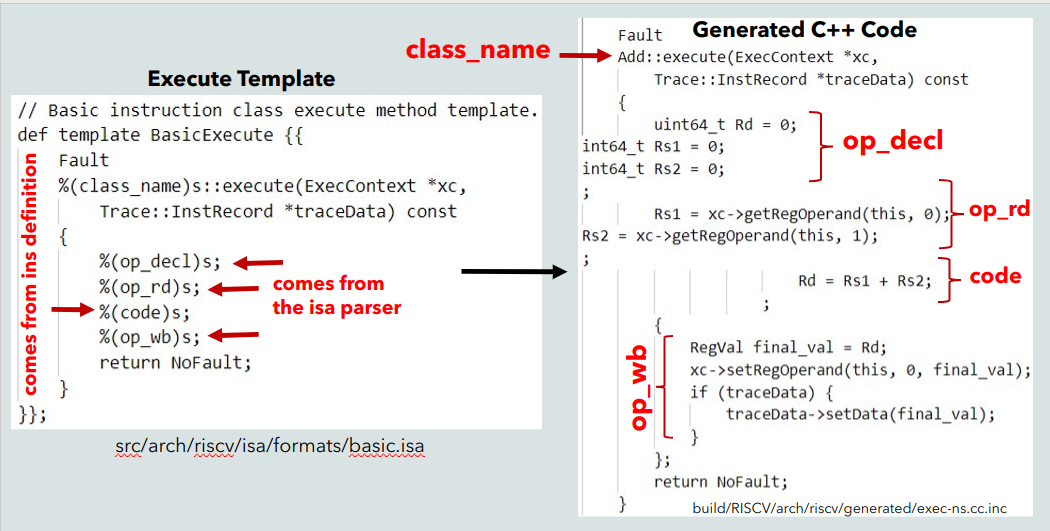 Execute Template
// Basic instruction class execute method template.
def template BasicExecute {{
Fault
%(class_name)s::execute(ExecContext *xc,
Trace::InstRecord *traceData) const
{
%(op_decl)s;
%(op_rd)s;
%(code)s;
%(op_wb)s;
return NoFault;
}
}};
comes from ins definition
comes from
the isa parser
src/arch/riscv/isa/formats/basic.isa
Generated C++ Code
class_name
Fault
Add::execute(ExecContext *xc,
Trace::InstRecord *traceData) const
{
uint64_t Rd = 0;
int64_t Rs1 = 0;
int64_t Rs2 = 0;
;
op_decl
Rs1 = xc->getRegOperand(this, 0);
Rs2 = xc->getRegOperand(this, 1);
;
op_rd
Rd = Rs1 + Rs2;
;
code
{
RegVal final_val = Rd;
xc->setRegOperand(this, 0, final_val);
if (traceData) {
traceData->setData(final_val);
}
op_wb
};
return NoFault;
}
build/RISCV/arch/riscv/generated/exec-ns.cc.inc